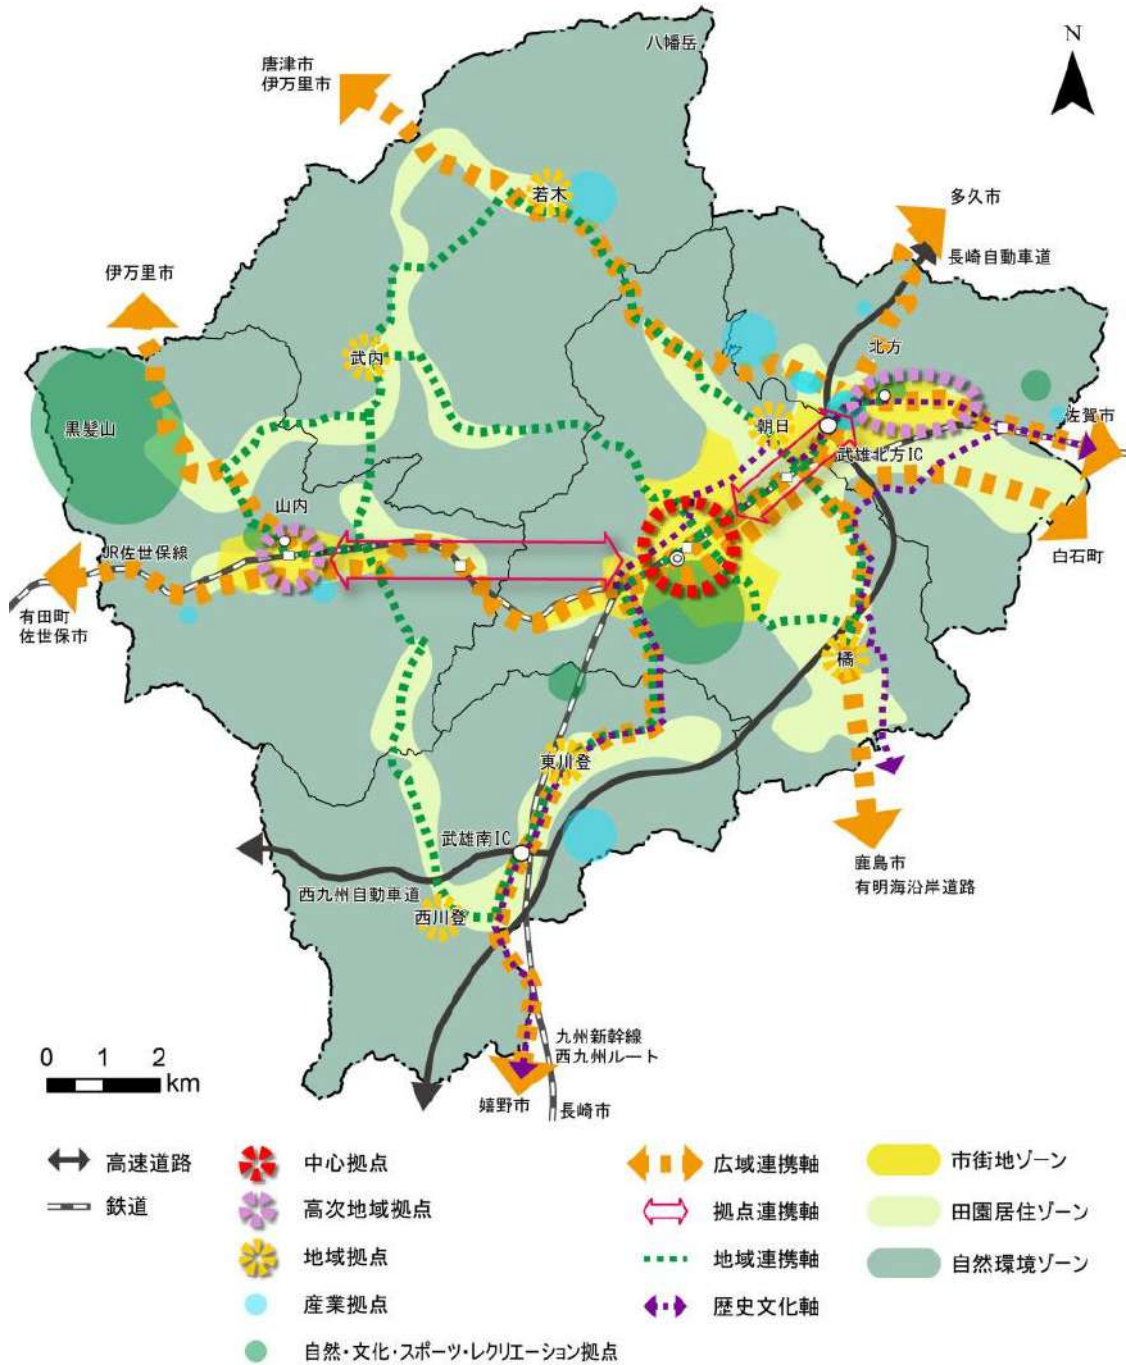 N
八幡岳
唐津市
伊万里市
若木
多久市
長崎自動車道
伊万里市
北方
武内
佐賀市
黒髪山
朝日
武雄北方IC
山内
JR佐世保線
白石町
有田町
佐世保市
橘
東川登
武雄南IC
鹿島市
有明海沿岸道路
西九州自動車道
西川登
九州新幹線
西九州ルート
0 1 2
km
嬉野市
長崎市
高速道路
中心拠点
広域連携軸
市街地ゾーン
鉄道
高次地域拠点
拠点連携軸
田園居住ゾーン
地域拠点
地域連携軸
自然環境ゾーン
産業拠点
歴史文化軸
自然・文化・スポーツ・レクリエーション拠点